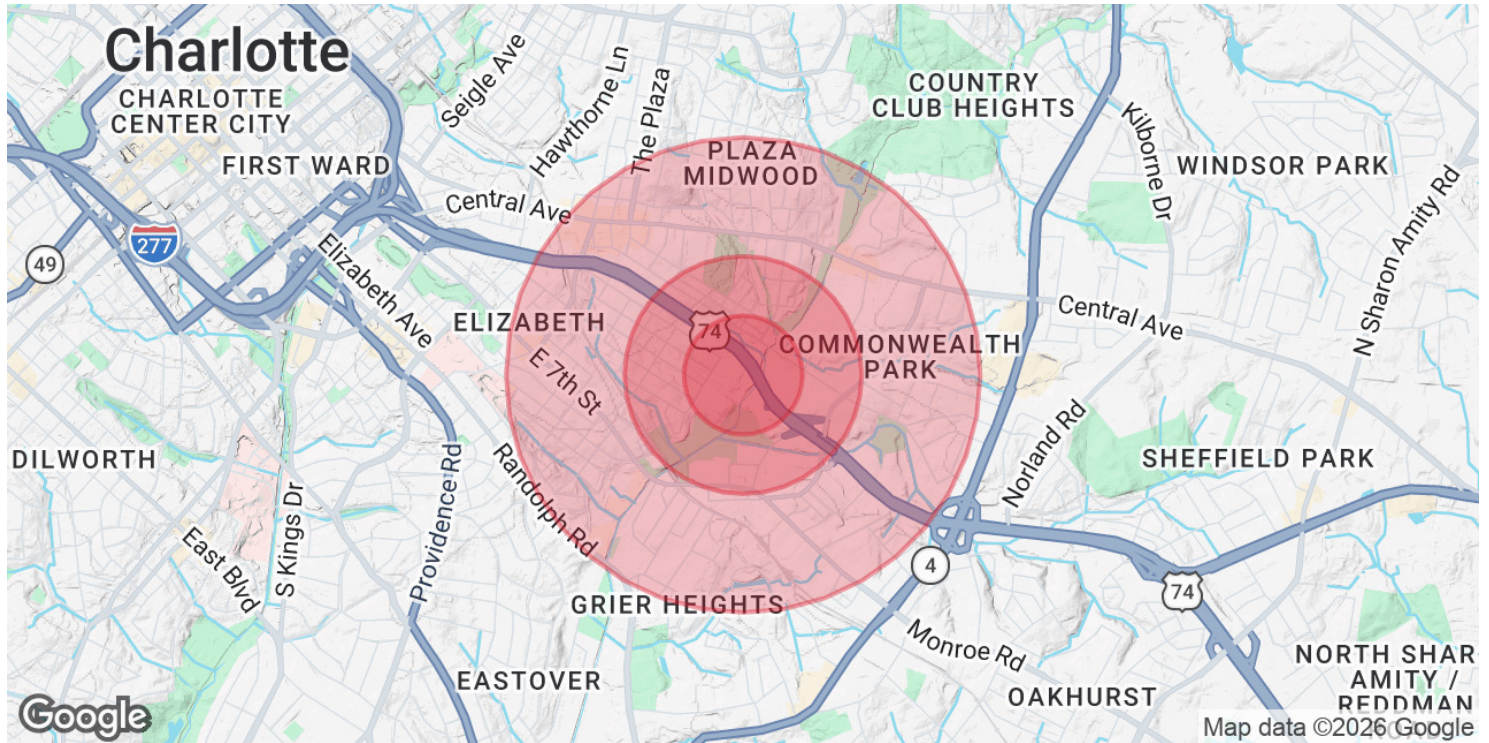 Charlotte
CHARLOTTE
CENTER CITY
FIRST WARD
Seigle Ave
Hawthorne Ln
The Plaza
COUNTRY
CLUB HEIGHTS
Kilborne Dr
WINDSOR PARK
N Sharon Amity Rd
PLAZA
MIDWOOD
Central Ave
277
49
Elizabeth Ave
ELIZABETH
E 7th St
74
COMMONWEALTH
PARK
Central Ave
DILWORTH
S Kings Dr
Providence Rd
Randolph Rd
Norland Rd
SHEFFIELD PARK
East Blvd
GRIER HEIGHTS
4
74
Monroe Rd
EASTOVER
OAKHURST
NORTH SHAR
AMITY /
REDDMAN
Google
Map data ©2026 Google